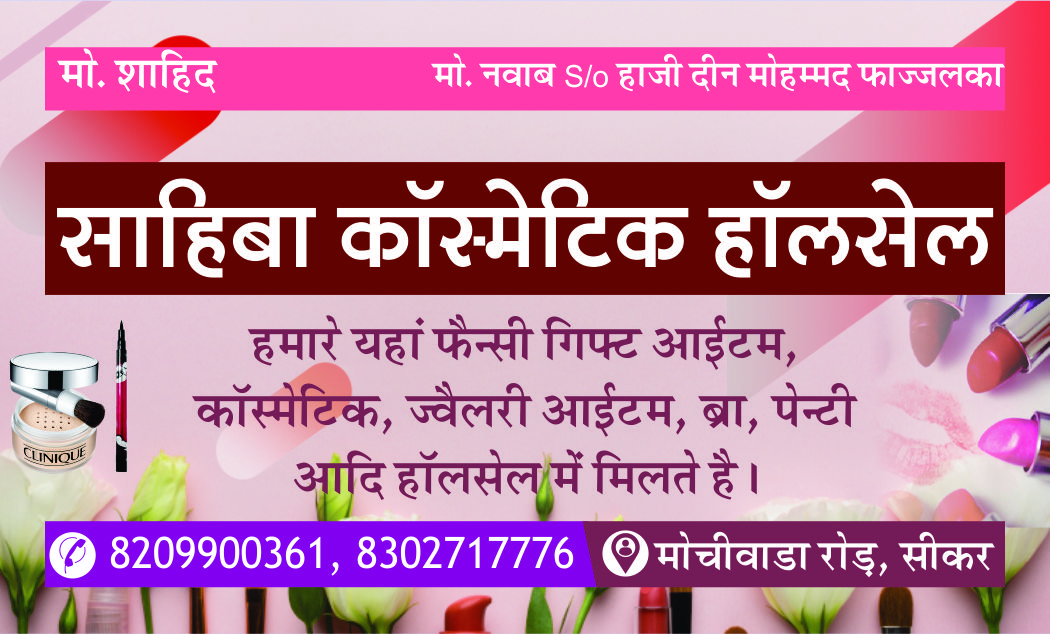 मो. शाहिद
मो. नवाब S/o हाजी दीन मोहम्मद फाज्जलका
साहिबा कॉस्मेटिक हॉलसेल
हमारे यहां फैन्सी गिफ्ट आईटम,
कॉस्मेटिक, ज्वैलरी आईटम, ब्रा, पेन्टी
आदि हॉलसेल में मिलते है।
CLINIQUE
8209900361, 8302717776
मोचीवाडा रोड़, सीकर